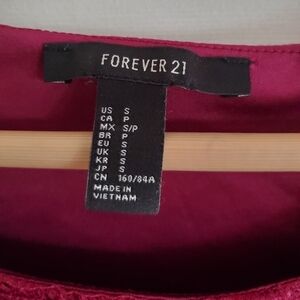 FOREVER 21
US S
CA P
MX S/P
BR P
EU S
UK S
KR S
JP S
CN 160/84A
MADE IN
VIETNAM